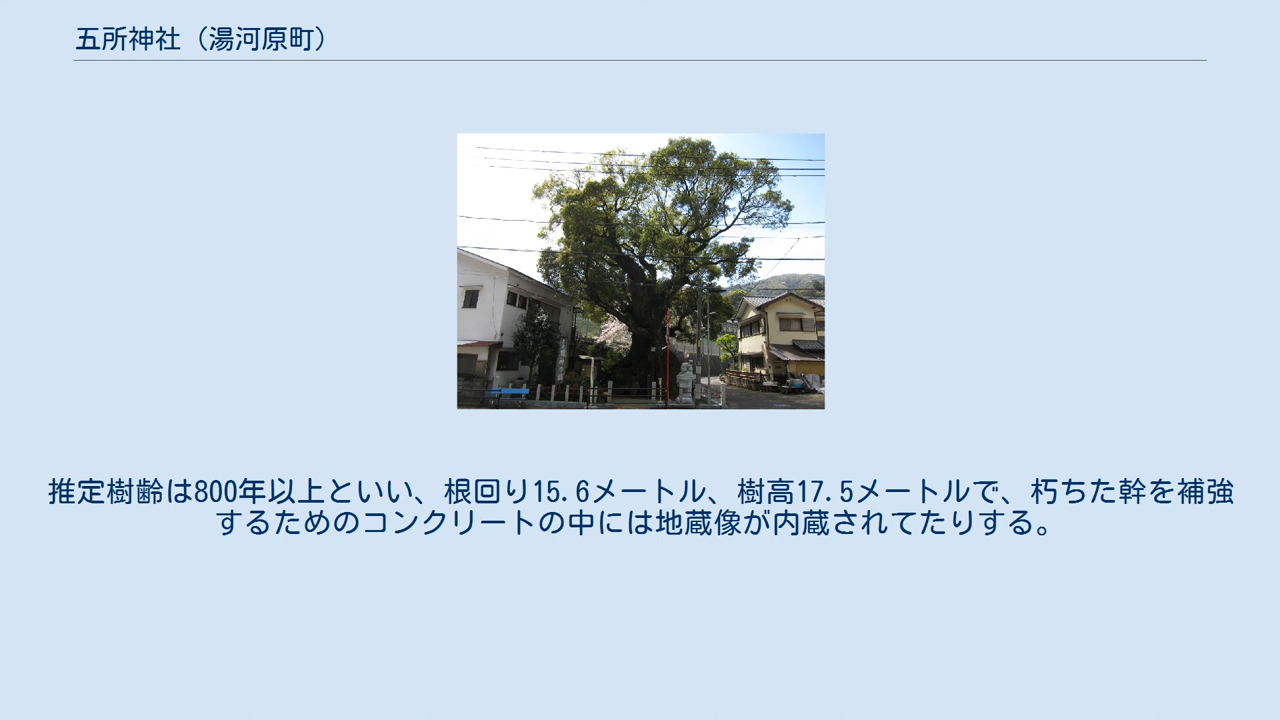 五所神社（湯河原町）
推定樹齢は800年以上といい、根回り15.6メートル、樹高17.5メートルで、朽ちた幹を補強
するためのコンクリートの中には地蔵像が内蔵されてたりする。